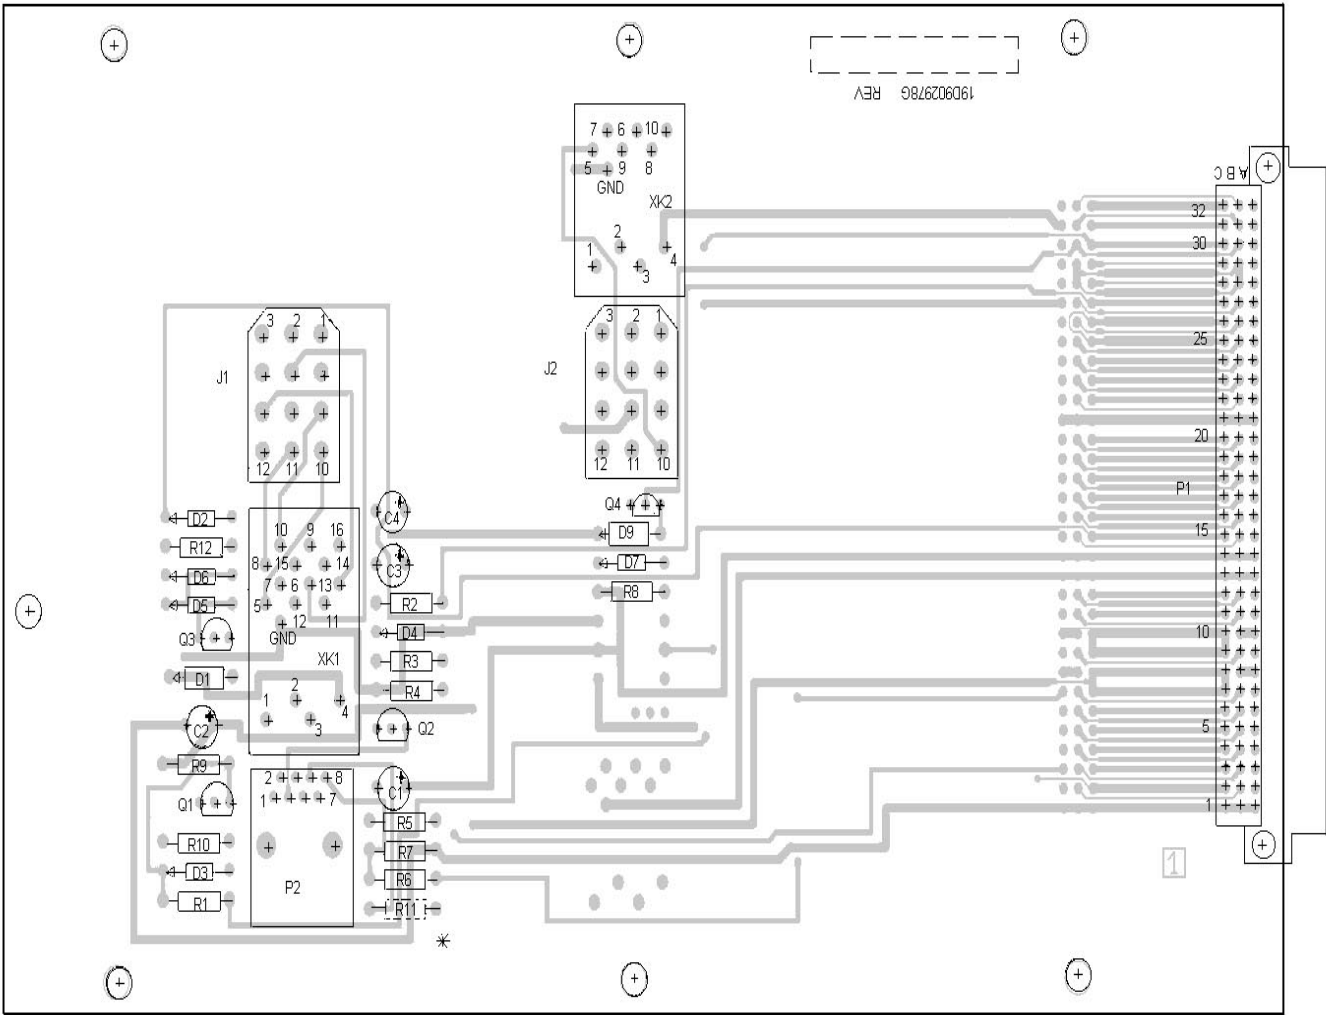 19D902978G REV
7 6 10
5 9 8
GND
XK2
2
1
4
3
A B C
32
30
25
20
P1
15
10
5
1
3 2 1
J1
12 11 10
3 2 1
J2
12 11 10
Q4
D9
D7
R8
D2
R12
D6
D5
Q3
D1
10 9 16
8 15 14
7 6 13
5
12 11
GND
XK1
2
1
4
3
C4
C3
R2
D4
R3
R4
Q2
C2
R9
Q1
R10
D3
R1
2 8
1 7
P2
C1
R5
R7
R6
R11
*
1